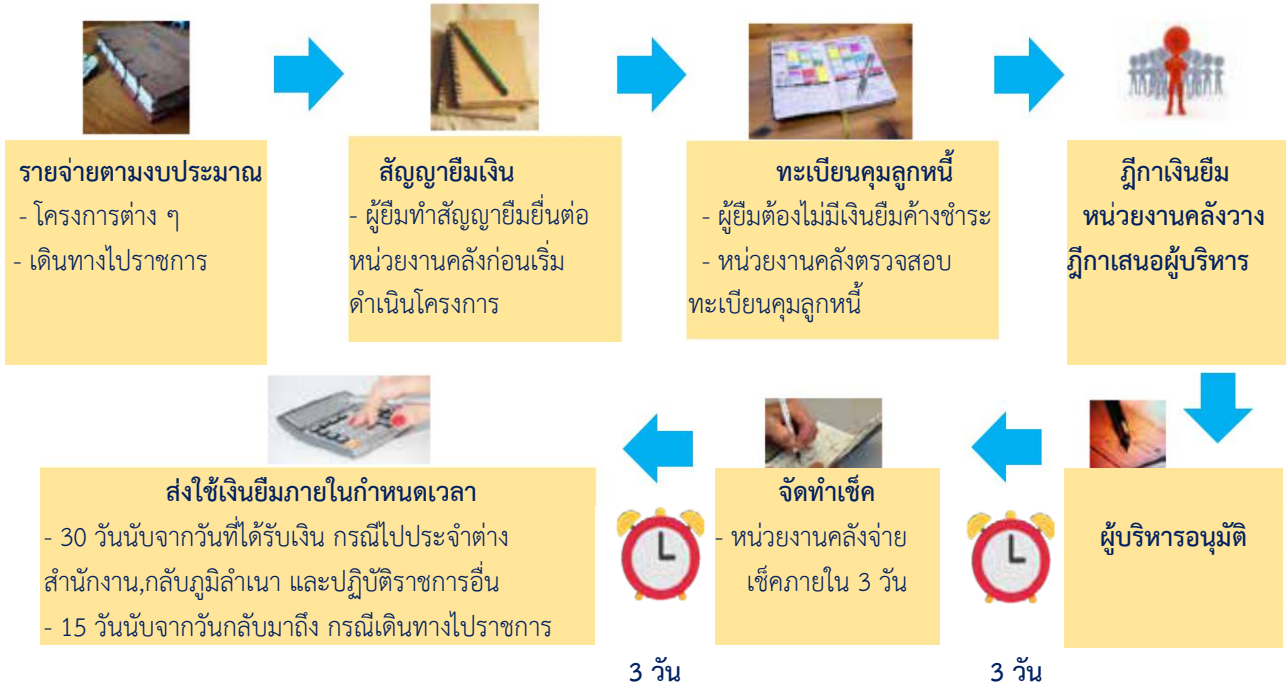 รายจ่ายตามงบประมาณ
- โครงการต่าง ๆ
- เดินทางไปราชการ
สัญญายืมเงิน
- ผู้ยืมทำสัญญายืมยื่นต่อ
หน่วยงานคลังก่อนเริ่ม
ดำเนินโครงการ
ทะเบียนคุมลูกหนี้
- ผู้ยืมต้องไม่มีเงินยืมค้างชำระ
- หน่วยงานคลังตรวจสอบ
ทะเบียนคุมลูกหนี้
ฎีกาเงินยืม
หน่วยงานคลังวาง
ฎีกาเสนอผู้บริหาร
ผู้บริหารอนุมัติ
3 วัน
จัดทำเช็ค
- หน่วยงานคลังจ่าย
เช็คภายใน 3 วัน
3 วัน
ส่งใช้เงินยืมภายในกำหนดเวลา
- 30 วันนับจากวันที่ได้รับเงิน กรณีไปประจำต่าง
สำนักงาน,กลับภูมิลำเนา และปฏิบัติราชการอื่น
- 15 วันนับจากวันกลับมาถึง กรณีเดินทางไปราชการ